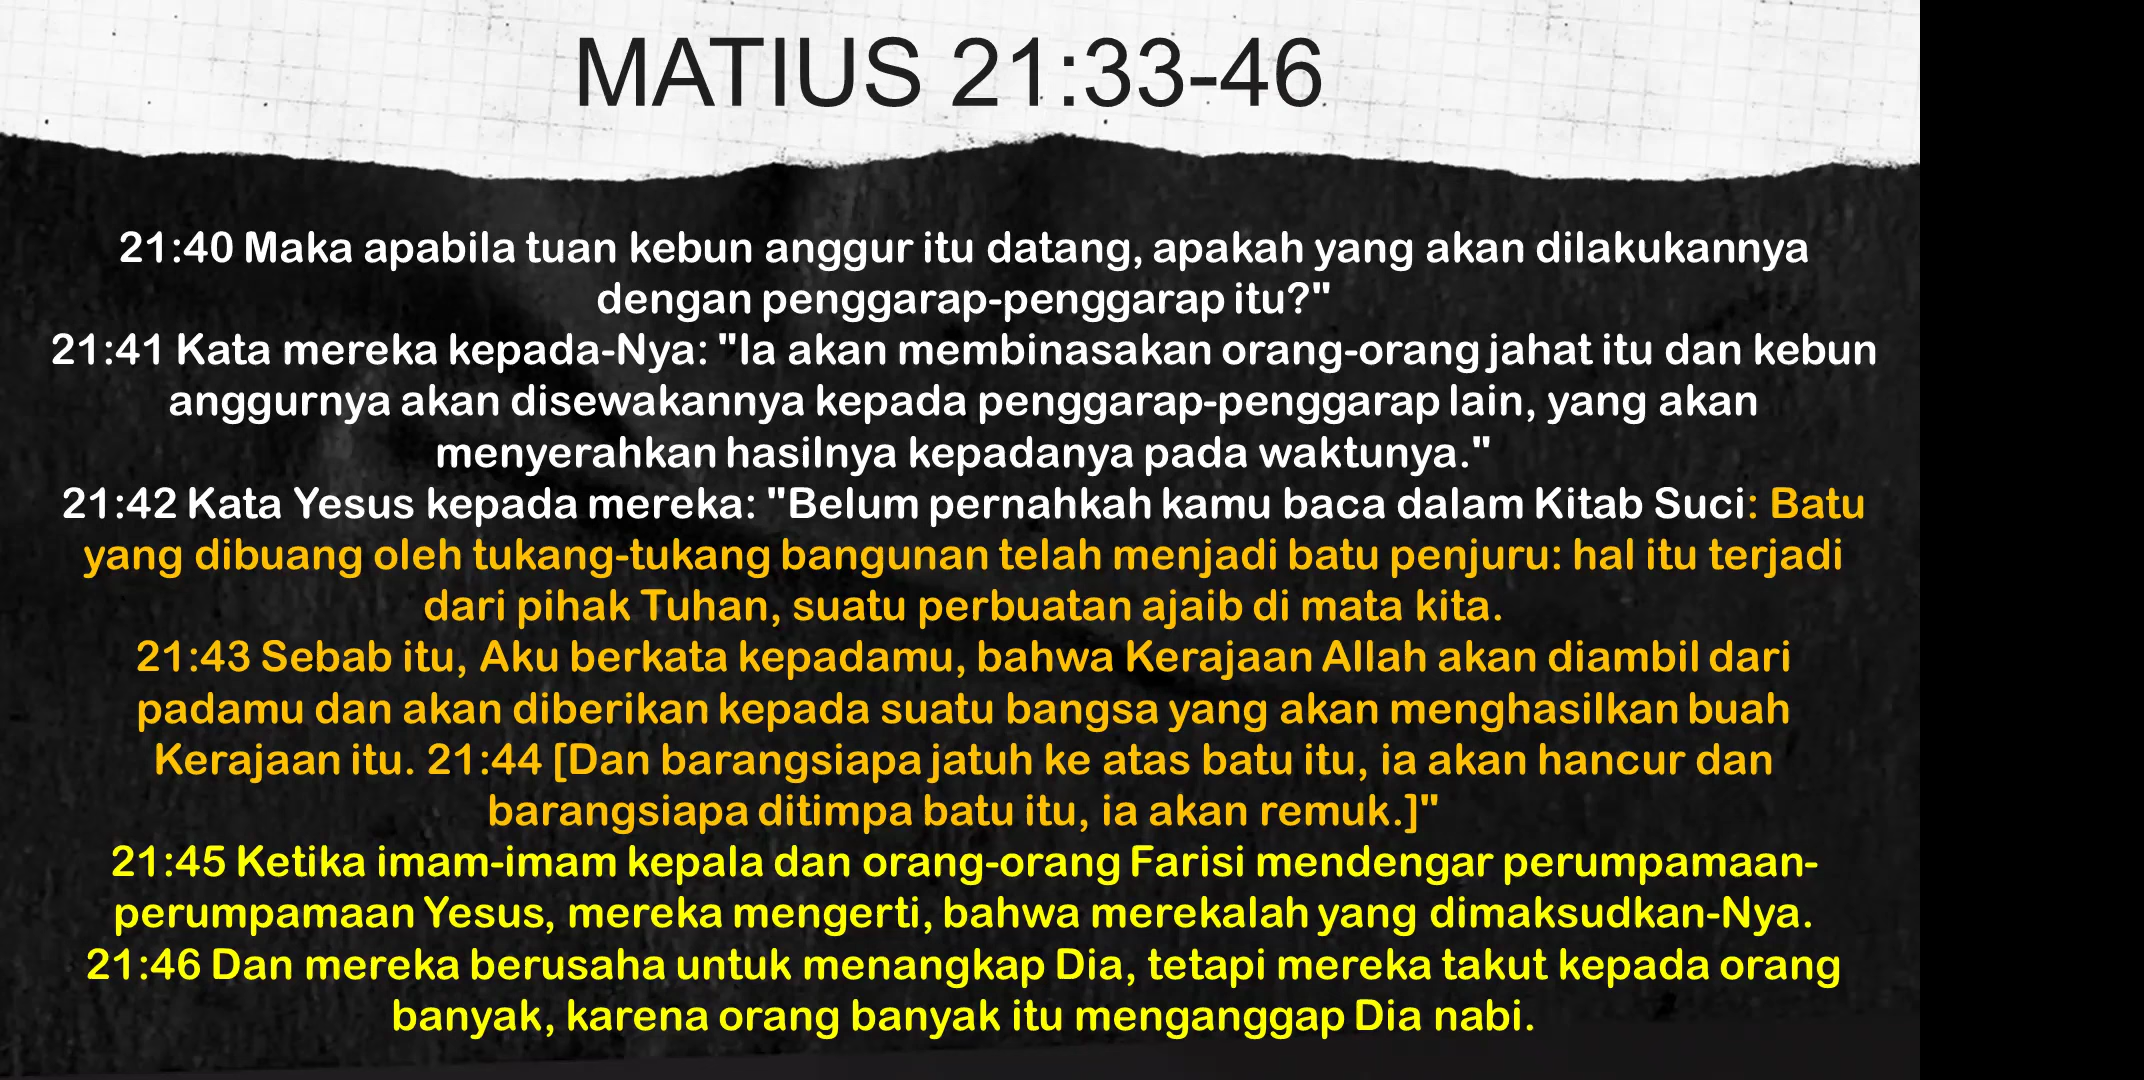 MATIUS 21:33-46
21:40 Maka apabila tuan kebun anggur itu datang, apakah yang akan dilakukannya
dengan penggarap-penggarap itu?"
21:41 Kata mereka kepada-Nya: "Ia akan membinasakan orang-orang jahat itu dan kebun
anggurnya akan disewakannya kepada penggarap-penggarap lain, yang akan
menyerahkan hasilnya kepadanya pada waktunya."
21:42 Kata Yesus kepada mereka: "Belum pernahkah kamu baca dalam Kitab Suci: Batu
yang dibuang oleh tukang-tukang bangunan telah menjadi batu penjuru: hal itu terjadi
dari pihak Tuhan, suatu perbuatan ajaib di mata kita.
21:43 Sebab itu, Aku berkata kepadamu, bahwa Kerajaan Allah akan diambil dari
padamu dan akan diberikan kepada suatu bangsa yang akan menghasilkan buah
Kerajaan itu. 21:44 [Dan barangsiapa jatuh ke atas batu itu, ia akan hancur dan
barangsiapa ditimpa batu itu, ia akan remuk.]"
21:45 Ketika imam-imam kepala dan orang-orang Farisi mendengar perumpamaan-
perumpamaan Yesus, mereka mengerti, bahwa merekalah yang dimaksudkan-Nya.
21:46 Dan mereka berusaha untuk menangkap Dia, tetapi mereka takut kepada orang
banyak, karena orang banyak itu menganggap Dia nabi.